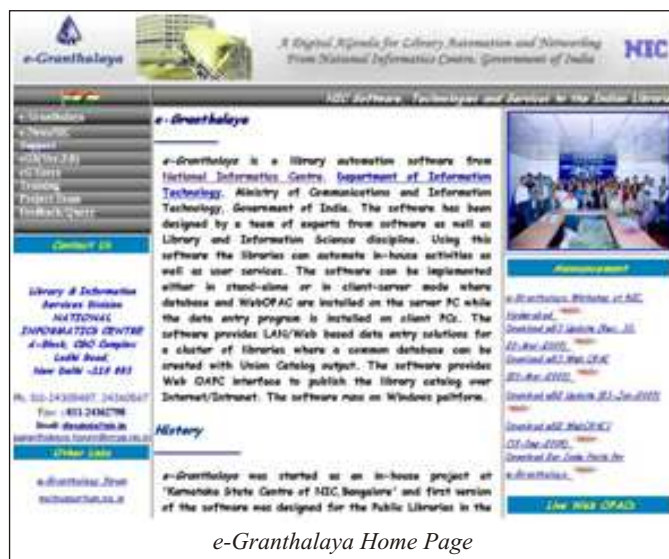 e-Granthalaya
A Digital Agenda for Library Automation and Networking
From National Informatics Centre, Government of India
NIC
NIC Software, Technologies and Services to the Indian Librar
e-Granthalaya
Support
Training
Project Team
Feedback/Query
Contact Us
Library & Information
Services Division
NATIONAL
INFORMATICS CENTRE
A-Block, CGO Complex
Lodhi Road,
New Delhi -110 003
Other Links
e-Granthalaya Forum
e-Granthalaya
e-Granthalaya is a library automation software from
National Informatics Centre, Department of Information
Technology, Ministry of Communications and Information
Technology, Government of India. The software has been
designed by a team of experts from software as well as
Library and Information Science discipline. Using this
software the libraries can automate in-house activities as
well as user services. The software can be implemented
either in stand-alone or in client-server mode where
database and WebOPAC are installed on the server PC while
the data entry program is installed on client PCs. The
software provides LAN/Web based data entry solutions for
a cluster of libraries where a common database can be
created with Union Catalog output. The software provides
Web OAPC interface to publish the library catalog over
Internet/Intranet. The software runs on Windows
History
e-Granthalaya was started as an in-house project at
"Karnataka State Centre of NIC, Bangalore" and first version
of the software was designed for the Public Libraries in the
Announcement
Live Web OPACs
e-Granthalaya Home Page